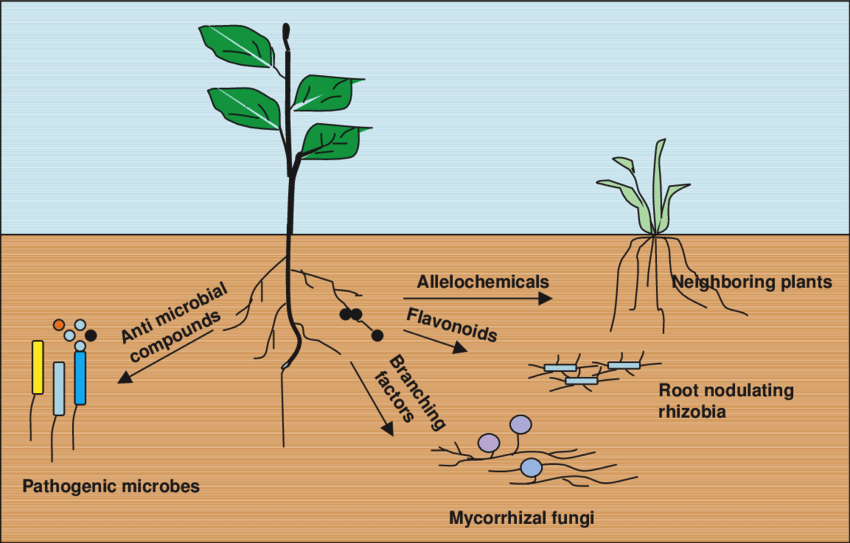 Allelochemicals
Neighboring plants
Anti microbial
compounds
Flavonoids
Branching
factors
Root nodulating
rhizobia
Pathogenic microbes
Mycorrhizal fungi